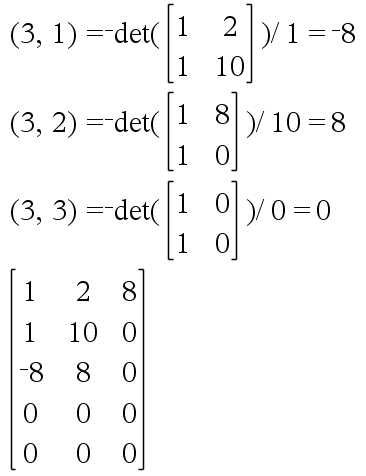 (3, 1) = ⁻det([1 2; 1 10])/ 1 = ⁻8
(3, 2) = ⁻det([1 8; 1 0])/ 10 = 8
(3, 3) = ⁻det([1 0; 1 0])/ 0 = 0
1 2 8
1 10 0
⁻8 8 0
0 0 0
0 0 0